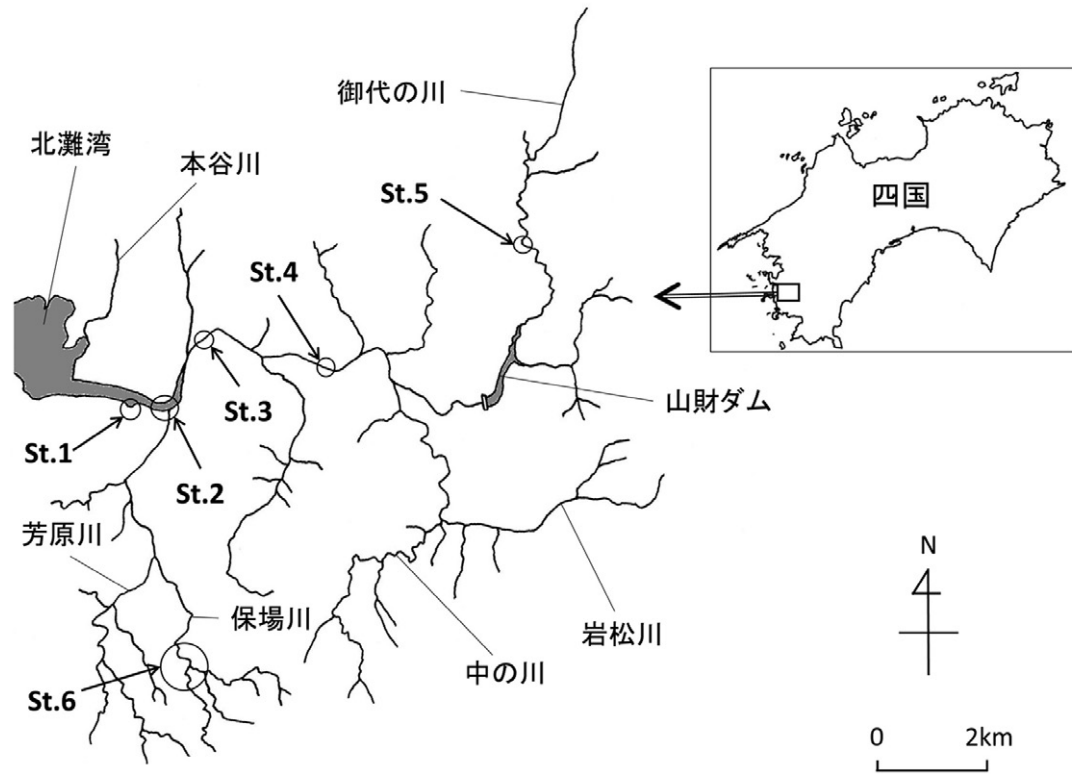 御代の川
北灘湾
本谷川
St.5
四国
St.4
山財ダム
St.3
St.1
St.2
芳原川
N
保場川
岩松川
中の川
St.6
0 2km